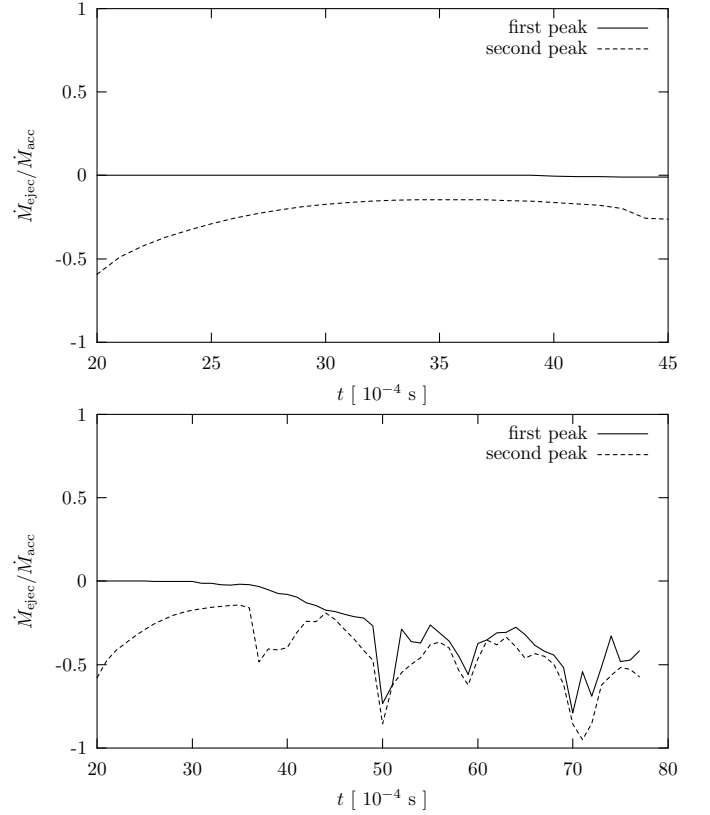 1
first peak
second peak
0.5
Ṁejec/Ṁacc
0
-0.5
-1
20 25 30 35 40 45
t [ 10⁻⁴ s ]
1
first peak
second peak
0.5
Ṁejec/Ṁacc
0
-0.5
-1
20 30 40 50 60 70 80
t [ 10⁻⁴ s ]